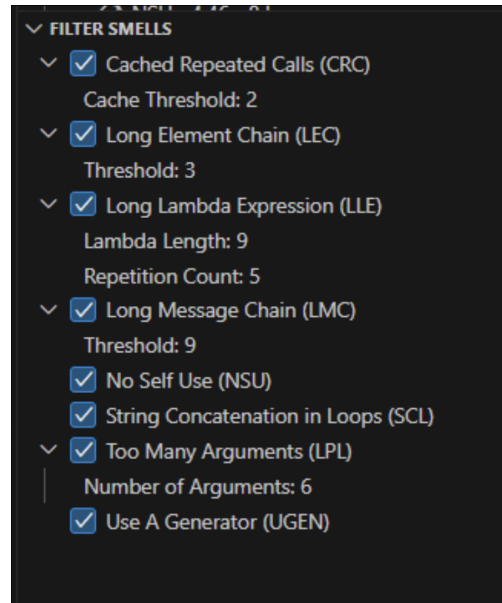 FILTER SMELLS
Cached Repeated Calls (CRC)
Cache Threshold: 2
Long Element Chain (LEC)
Threshold: 3
Long Lambda Expression (LLE)
Lambda Length: 9
Repetition Count: 5
Long Message Chain (LMC)
Threshold: 9
No Self Use (NSU)
String Concatenation in Loops (SCL)
Too Many Arguments (LPL)
Number of Arguments: 6
Use A Generator (UGEN)